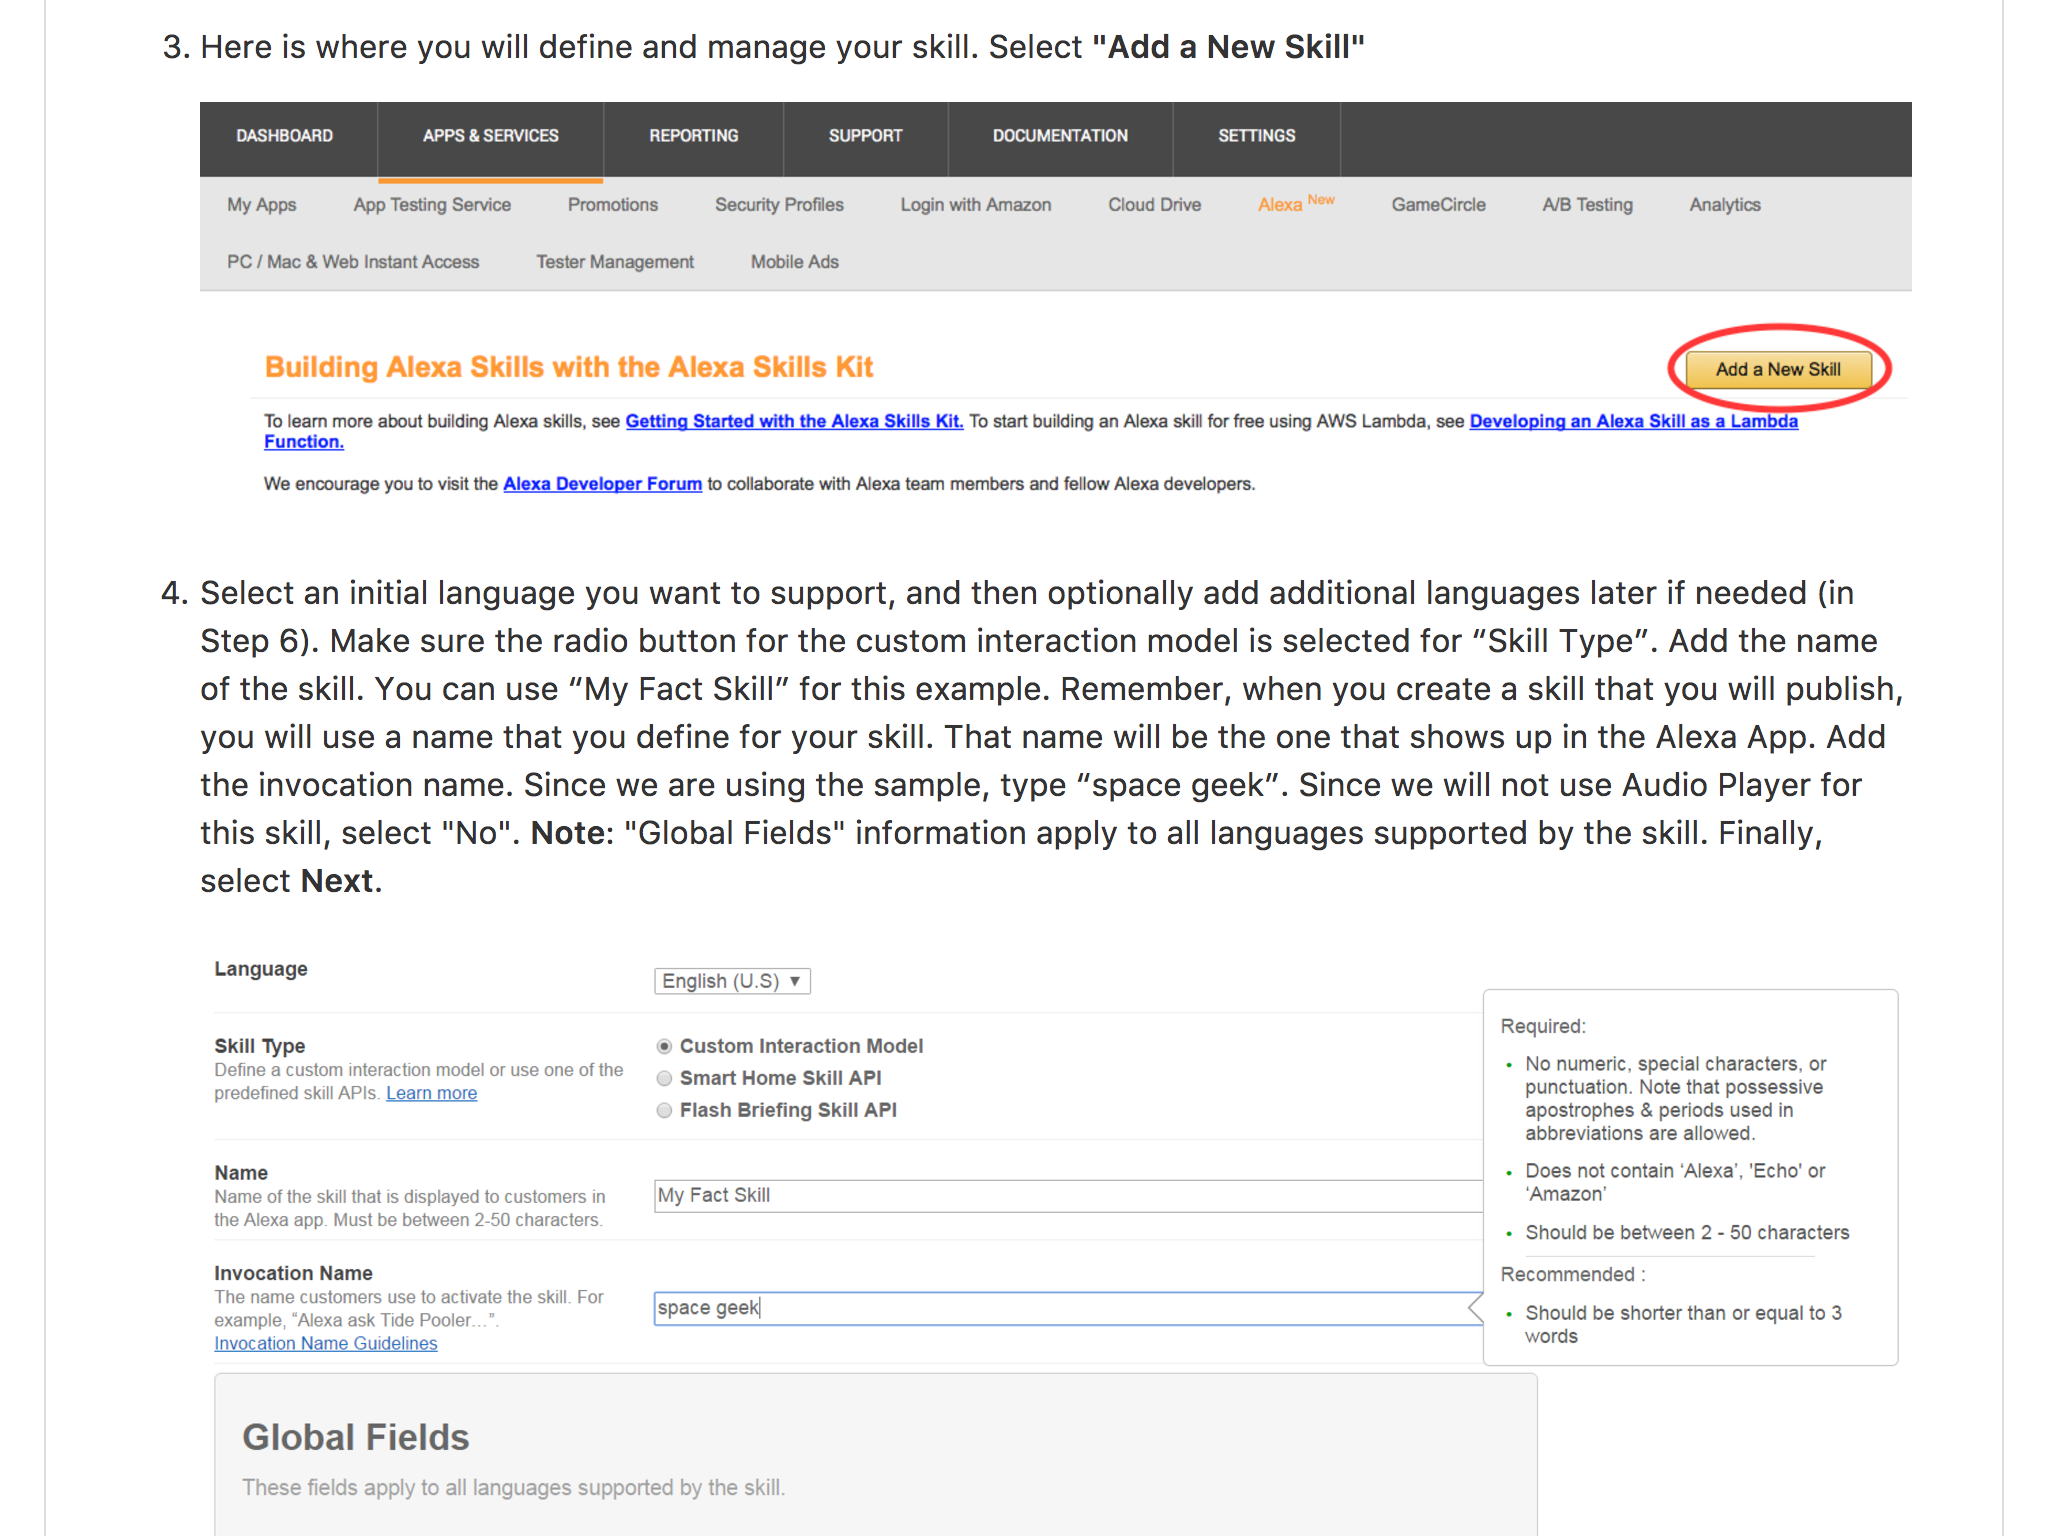 3. Here is where you will define and manage your skill. Select "Add a New Skill"
DASHBOARD APPS & SERVICES REPORTING SUPPORT DOCUMENTATION SETTINGS
My Apps App Testing Service Promotions Security Profiles Login with Amazon Cloud Drive Alexa New GameCircle A/B Testing Analytics
PC / Mac & Web Instant Access Tester Management Mobile Ads
Building Alexa Skills with the Alexa Skills Kit
Add a New Skill
To learn more about building Alexa skills, see Getting Started with the Alexa Skills Kit. To start building an Alexa skill for free using AWS Lambda, see Developing an Alexa Skill as a Lambda
Function.
We encourage you to visit the Alexa Developer Forum to collaborate with Alexa team members and fellow Alexa developers.
4. Select an initial language you want to support, and then optionally add additional languages later if needed (in
Step 6). Make sure the radio button for the custom interaction model is selected for “Skill Type”. Add the name
of the skill. You can use “My Fact Skill” for this example. Remember, when you create a skill that you will publish,
you will use a name that you define for your skill. That name will be the one that shows up in the Alexa App. Add
the invocation name. Since we are using the sample, type “space geek”. Since we will not use Audio Player for
this skill, select "No". Note: "Global Fields" information apply to all languages supported by the skill. Finally,
select Next.
Language
English (U.S) ▼
Skill Type
Define a custom interaction model or use one of the
predefined skill APIs. Learn more
Custom Interaction Model
Smart Home Skill API
Flash Briefing Skill API
Name
Name of the skill that is displayed to customers in
the Alexa app. Must be between 2-50 characters.
My Fact Skill
Invocation Name
The name customers use to activate the skill. For
example, “Alexa ask Tide Pooler...”.
Invocation Name Guidelines
space geek
Required:
• No numeric, special characters, or
punctuation. Note that possessive
apostrophes & periods used in
abbreviations are allowed.
• Does not contain ‘Alexa’, 'Echo' or
‘Amazon’
• Should be between 2 - 50 characters
Recommended :
• Should be shorter than or equal to 3
words
Global Fields
These fields apply to all languages supported by the skill.